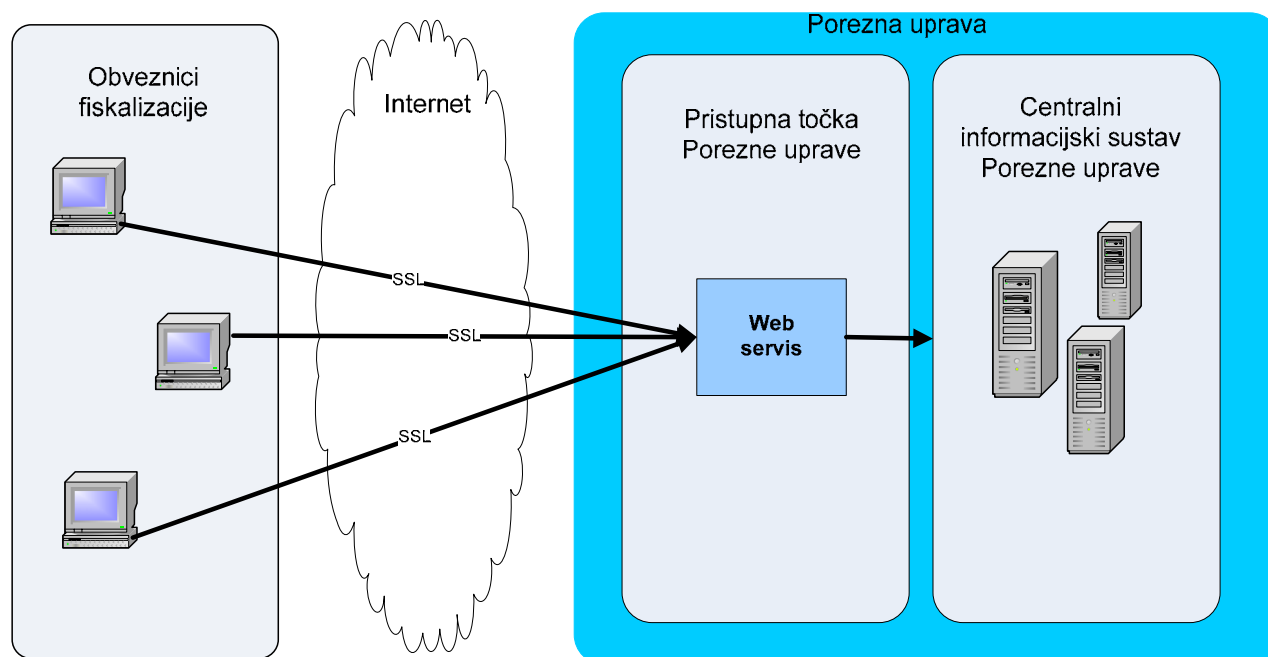 Porezna uprava
Obveznici
fiskalizacije
Internet
Pristupna točka
Porezne uprave
Centralni
informacijski sustav
Porezne uprave
SSL
SSL
SSL
Web
servis